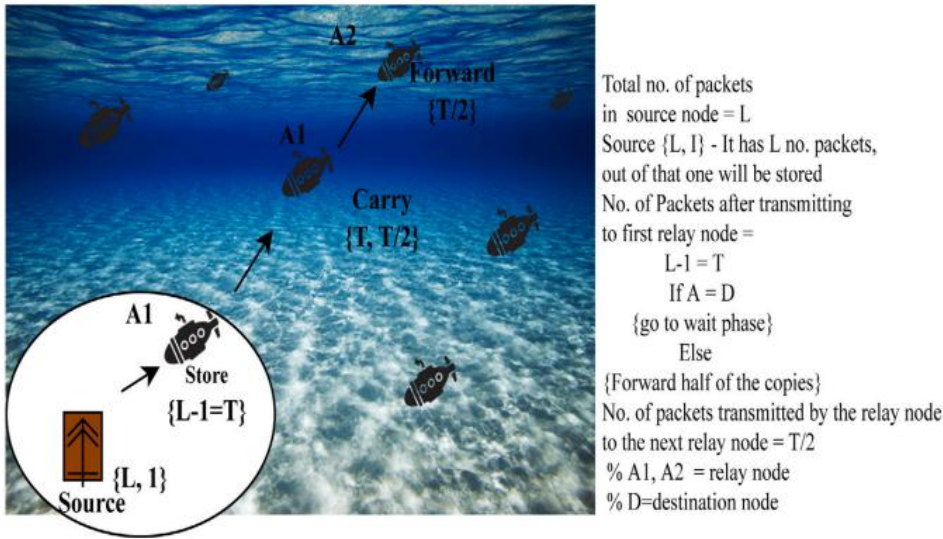 A2
Forward
{T/2}
A1
Carry
{T, T/2}
A1
Store
{L-1=T}
{L, 1}
Source
Total no. of packets
in source node = L
Source {L, I} - It has L no. packets,
out of that one will be stored
No. of Packets after transmitting
to first relay node =
L-1 = T
If A = D
{go to wait phase}
Else
{Forward half of the copies}
No. of packets transmitted by the relay node
to the next relay node = T/2
% A1, A2 = relay node
% D=destination node